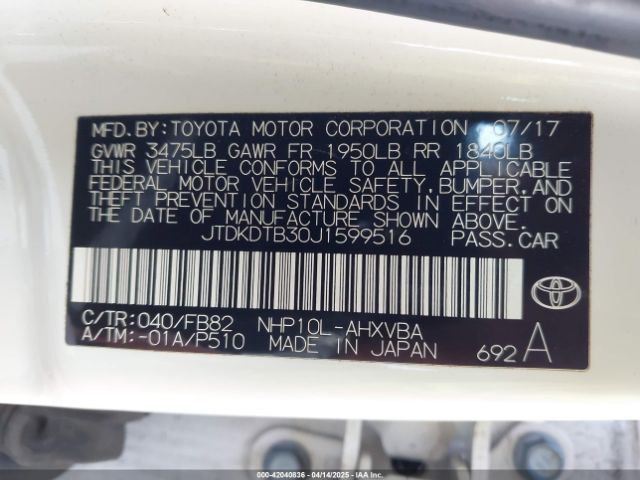 MFD. BY: TOYOTA MOTOR CORPORATION 07/17
GVWR 3475LB GAWR FR 1950LB RR 1840LB
THIS VEHICLE CONFORMS TO ALL APPLICABLE
FEDERAL MOTOR VEHICLE SAFETY, BUMPER, AND
THEFT PREVENTION STANDARDS IN EFFECT ON
THE DATE OF MANUFACTURE SHOWN ABOVE.
JTDKDTB30J1599516 PASS. CAR
C/TR: 040/FB82 NHP10L-AHXVBA
A/TM: -01A/P510 MADE IN JAPAN 692 A
000-42040836 - 04/14/2025 - IAAI